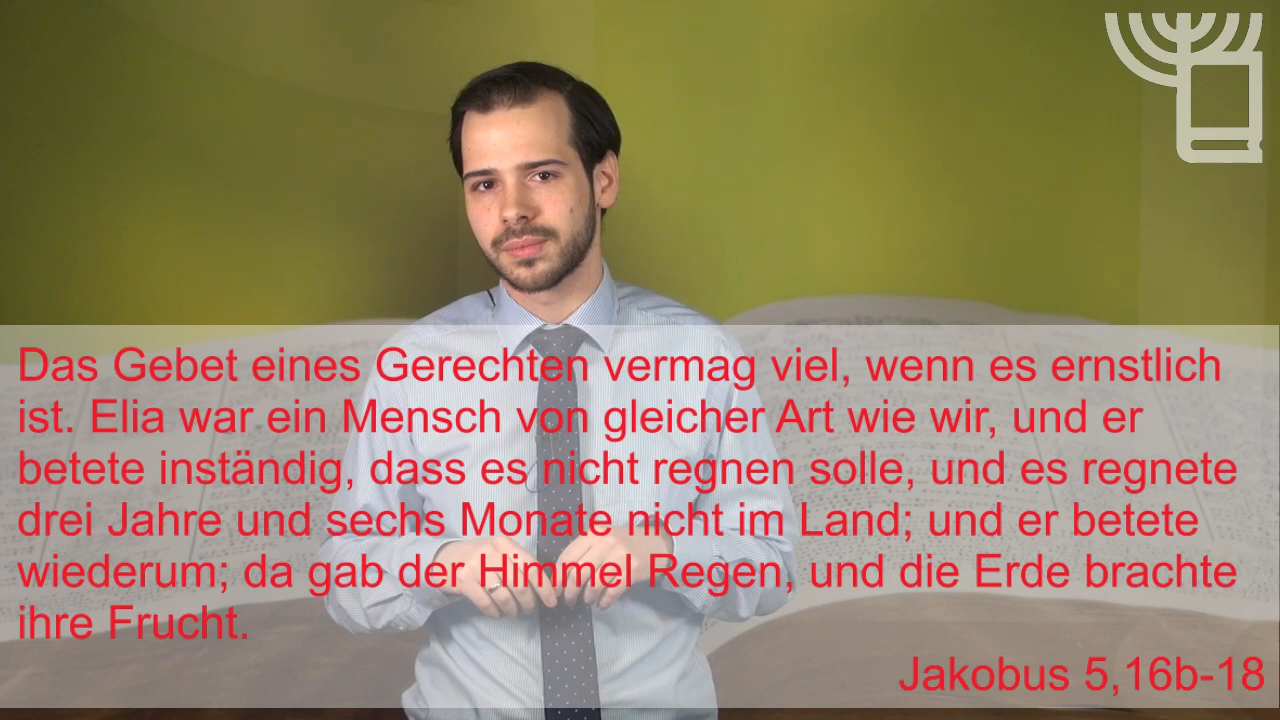 Das Gebet eines Gerechten vermag viel, wenn es ernstlich
ist. Elia war ein Mensch von gleicher Art wie wir, und er
betete inständig, dass es nicht regnen solle, und es regnete
drei Jahre und sechs Monate nicht im Land; und er betete
wiederum; da gab der Himmel Regen, und die Erde brachte
ihre Frucht.
Jakobus 5,16b-18